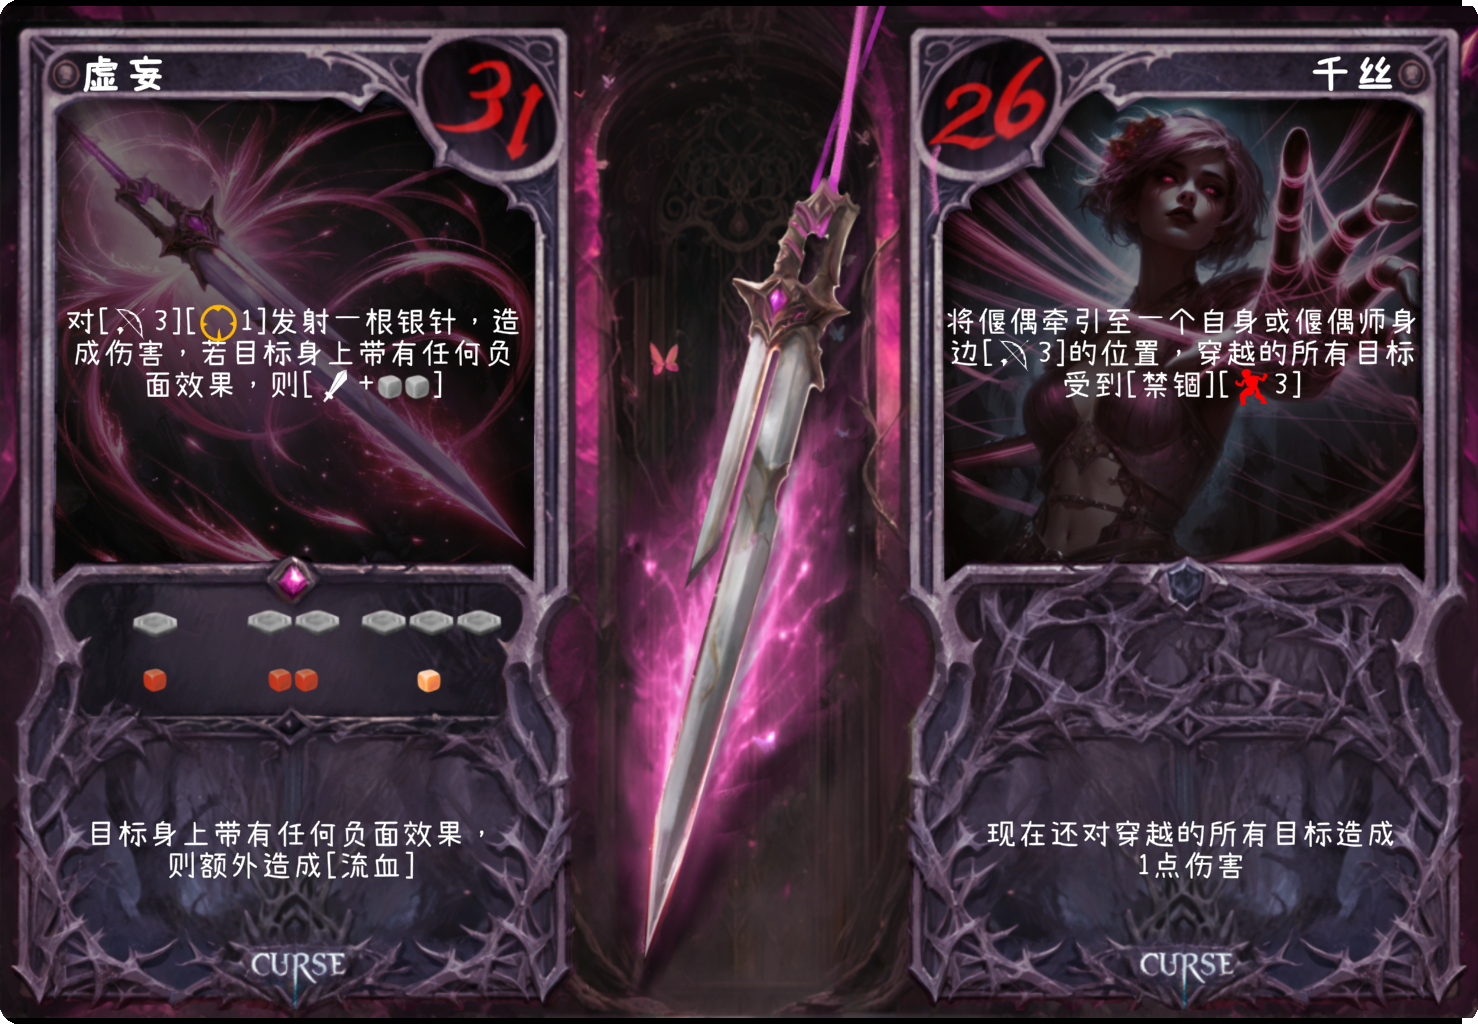 虚妄
31
对[3][1]发射一根银针，造
成伤害，若目标身上带有任何负
面效果，则[+]
目标身上带有任何负面效果，
则额外造成[流血]
CURSE
千丝
26
将偃偶牵引至一个自身或偃偶师身
边[3]的位置，穿越的所有目标
受到[禁锢][3]
现在还对穿越的所有目标造成
1点伤害
CURSE